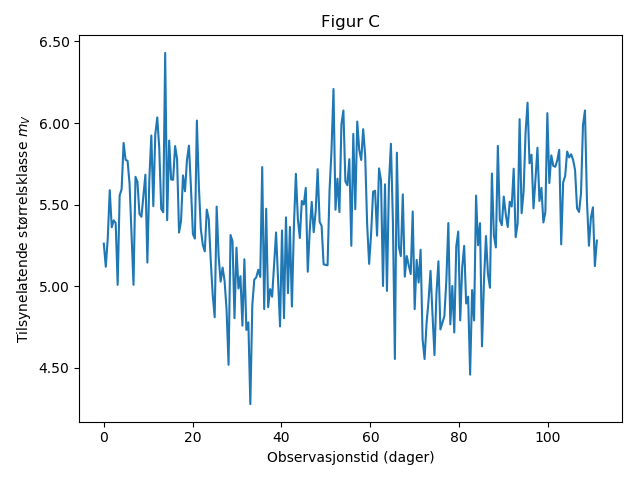 Figur C
Tilsynelatende størrelsesklasse m_V
6.50
6.00
5.50
5.00
4.50
0 20 40 60 80 100
Observasjonstid (dager)